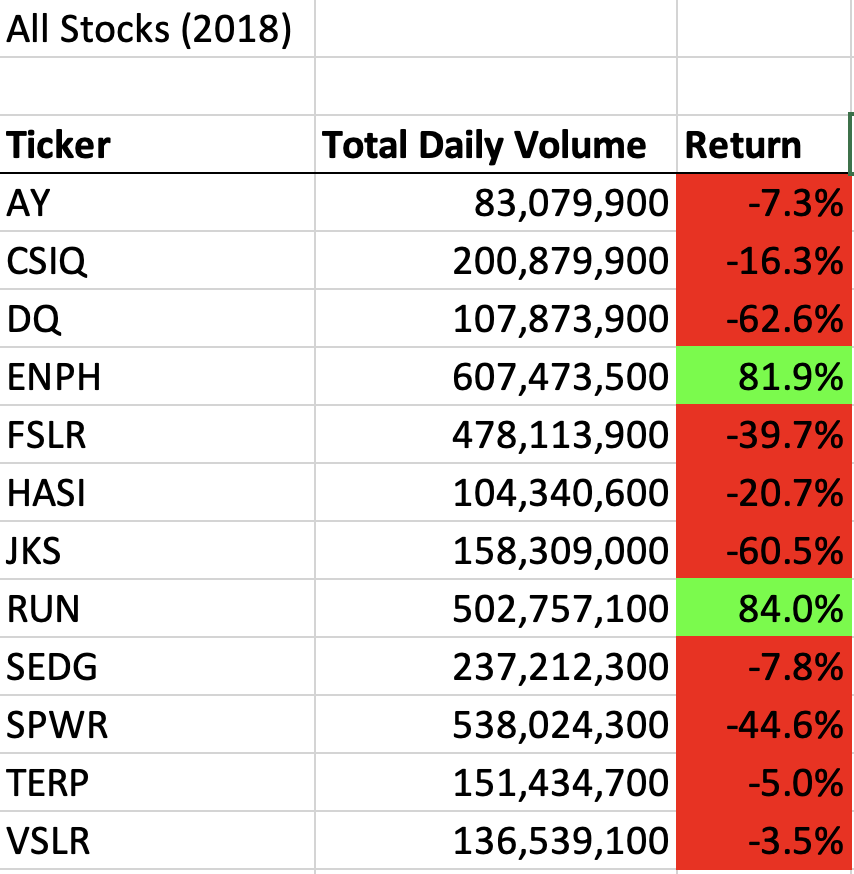 All Stocks (2018)
Ticker Total Daily Volume Return
AY 83,079,900 -7.3%
CSIQ 200,879,900 -16.3%
DQ 107,873,900 -62.6%
ENPH 607,473,500 81.9%
FSLR 478,113,900 -39.7%
HASI 104,340,600 -20.7%
JKS 158,309,000 -60.5%
RUN 502,757,100 84.0%
SEDG 237,212,300 -7.8%
SPWR 538,024,300 -44.6%
TERP 151,434,700 -5.0%
VSLR 136,539,100 -3.5%